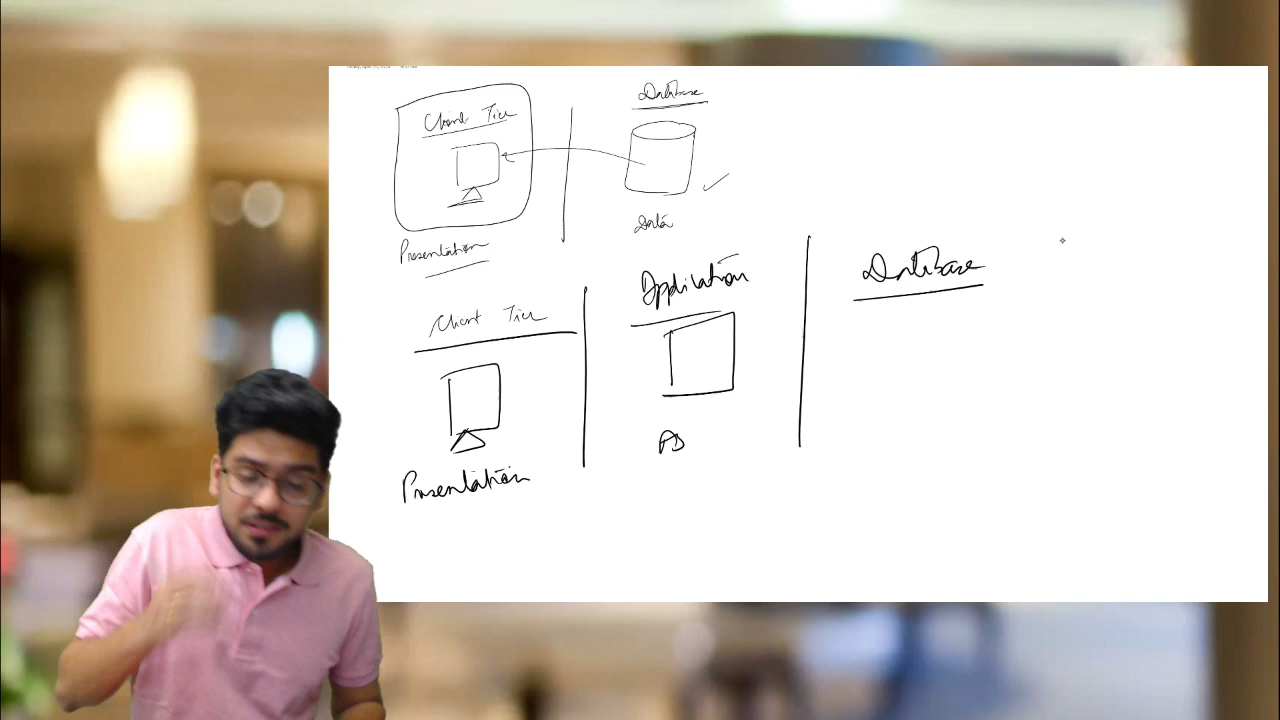 Client Tier
Database
Data
Presentation
Client Tier
Application
Database
Presentation